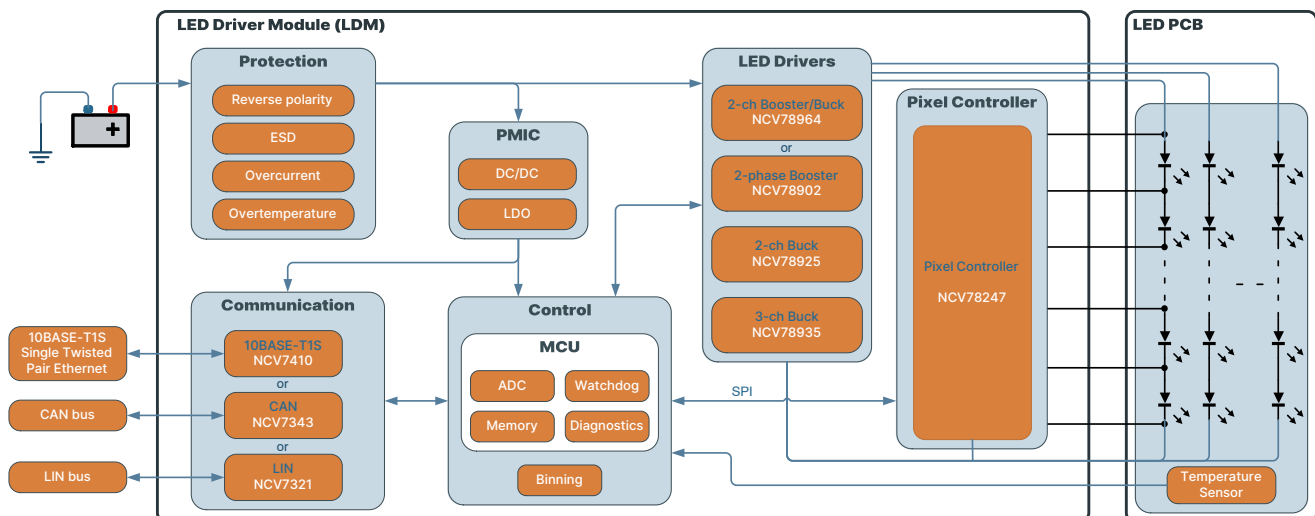 LED Driver Module (LDM)
LED PCB
Protection
Reverse polarity
ESD
Overcurrent
Overtemperature
PMIC
DC/DC
LDO
LED Drivers
2-ch Booster/Buck
NCV78964
or
2-phase Booster
NCV78902
2-ch Buck
NCV78925
3-ch Buck
NCV78935
Pixel Controller
Pixel Controller
NCV78247
Communication
10BASE-T1S
NCV7410
or
CAN
NCV7343
or
LIN
NCV7321
10BASE-T1S
Single Twisted
Pair Ethernet
CAN bus
LIN bus
Control
MCU
ADC
Watchdog
Memory
Diagnostics
Binning
SPI
Temperature
Sensor